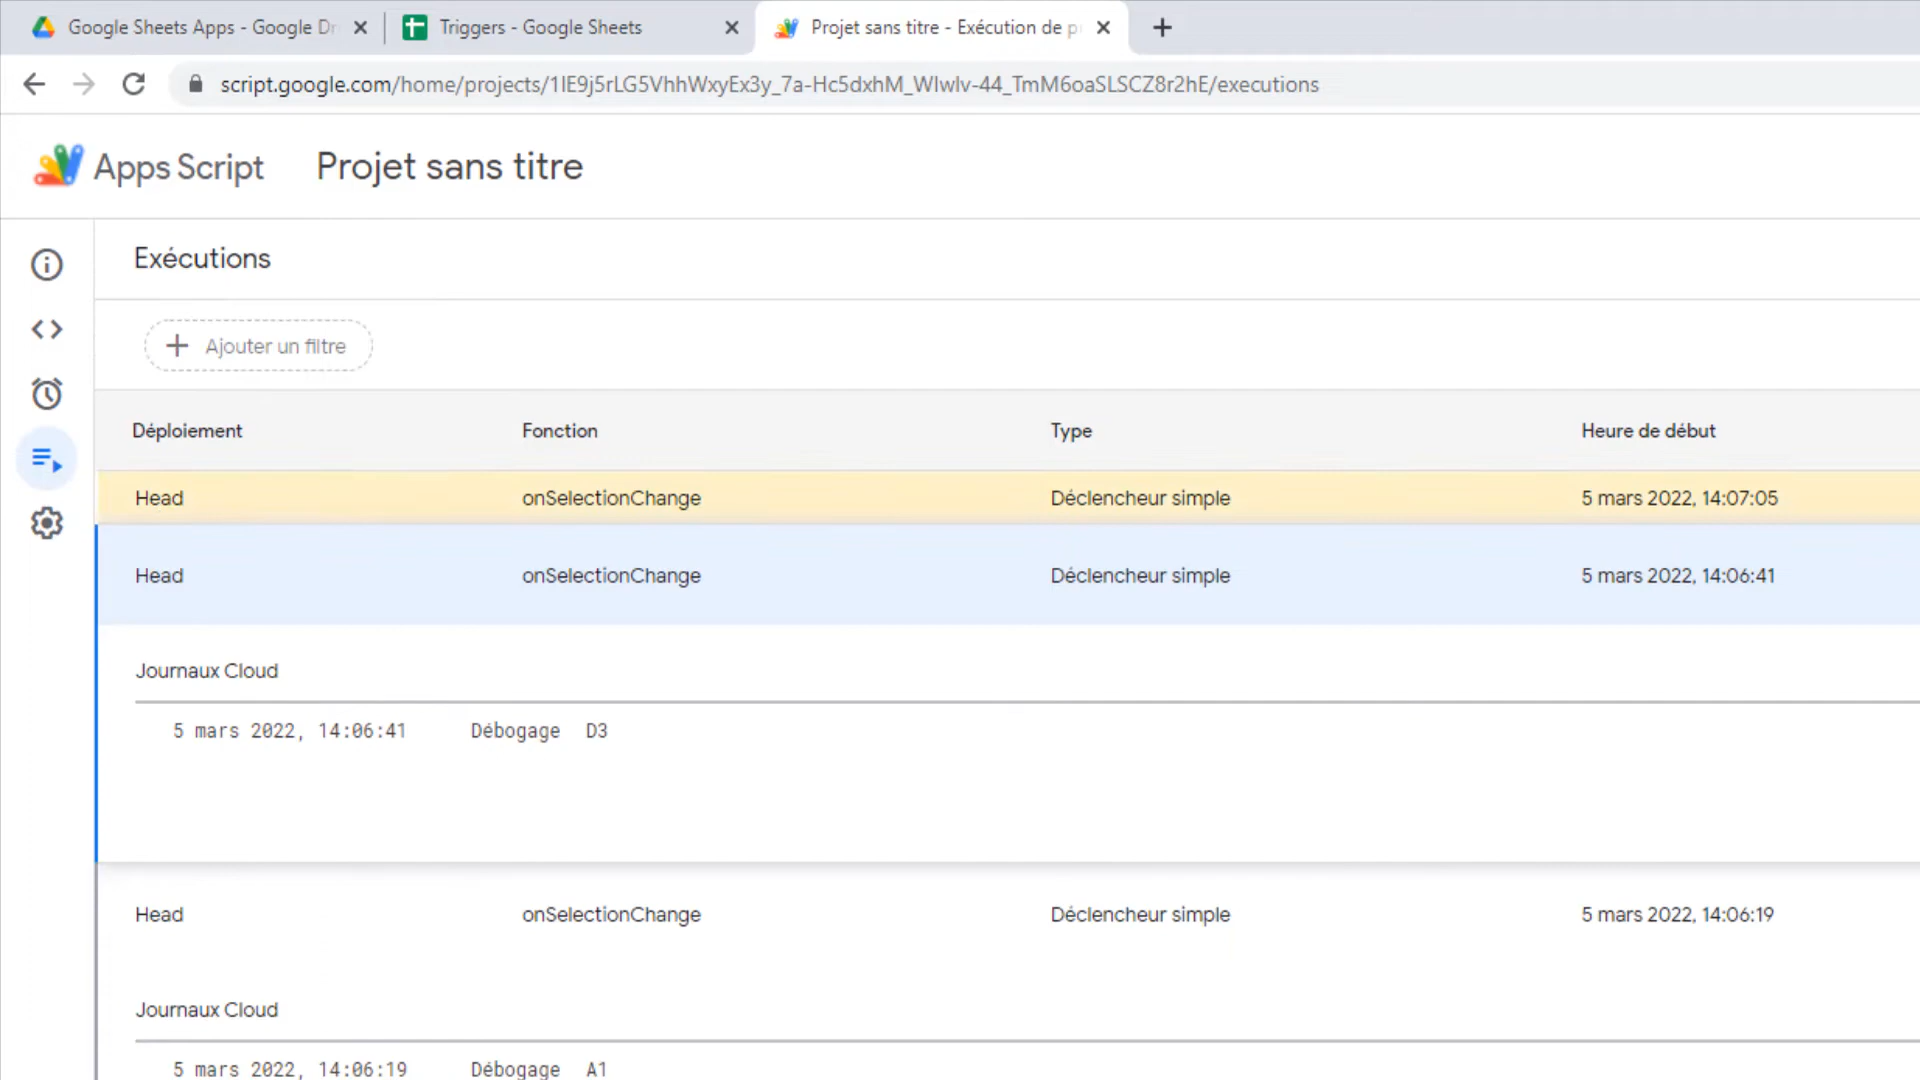 Google Sheets Apps - Google Dr
Triggers - Google Sheets
Projet sans titre - Exécution de p
script.google.com/home/projects/1IE9j5rLG5VhhWxyEx3y_7a-Hc5dxhM_WIwIv-44_TmM6oaSLSCZ8r2hE/executions
Apps Script
Projet sans titre
Exécutions
Ajouter un filtre
Déploiement Fonction Type Heure de début
Head onSelectionChange Déclencheur simple 5 mars 2022, 14:07:05
Head onSelectionChange Déclencheur simple 5 mars 2022, 14:06:41
Journaux Cloud
5 mars 2022, 14:06:41 Débogage D3
Head onSelectionChange Déclencheur simple 5 mars 2022, 14:06:19
Journaux Cloud
5 mars 2022, 14:06:19 Débogage A1